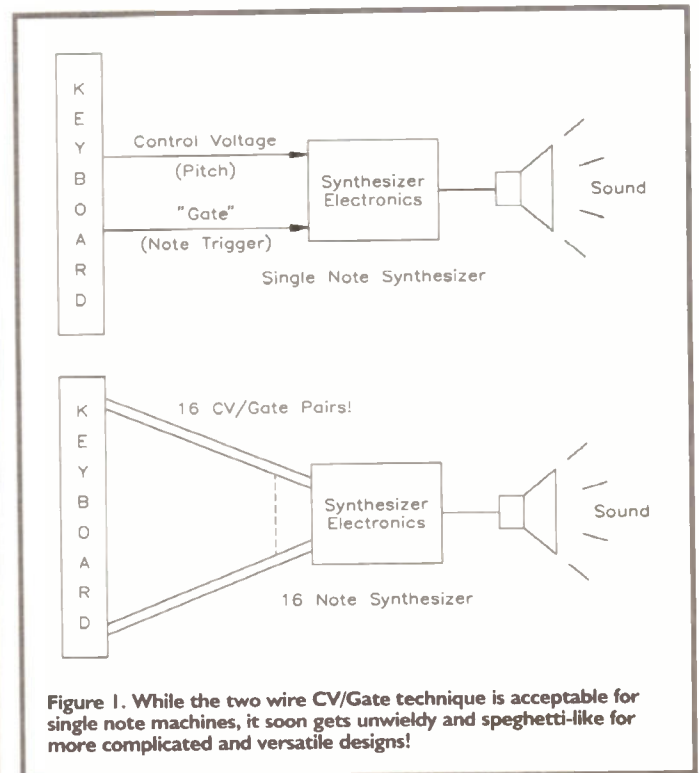 KEYBOARD
Control Voltage
(Pitch)
"Gate"
(Note Trigger)
Synthesizer
Electronics
Sound
Single Note Synthesizer
KEYBOARD
16 CV/Gate Pairs!
Synthesizer
Electronics
Sound
16 Note Synthesizer
Figure 1. While the two wire CV/Gate technique is acceptable for
single note machines, it soon gets unwieldy and speghetti-like for
more complicated and versatile designs!